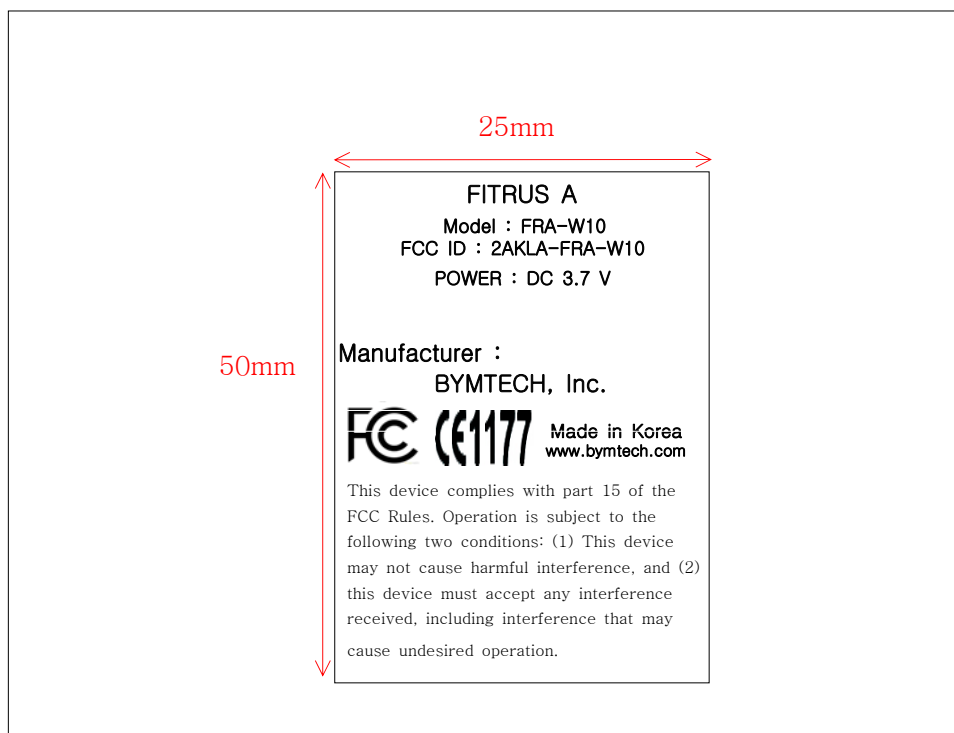 25mm
FITRUS A
Model : FRA-W10
FCC ID : 2AKLA-FRA-W10
POWER : DC 3.7 V
50mm
Manufacturer :
BYMTECH, Inc.
FC CE1177 Made in Korea
www.bymtech.com
This device complies with part 15 of the
FCC Rules. Operation is subject to the
following two conditions: (1) This device
may not cause harmful interference, and (2)
this device must accept any interference
received, including interference that may
cause undesired operation.